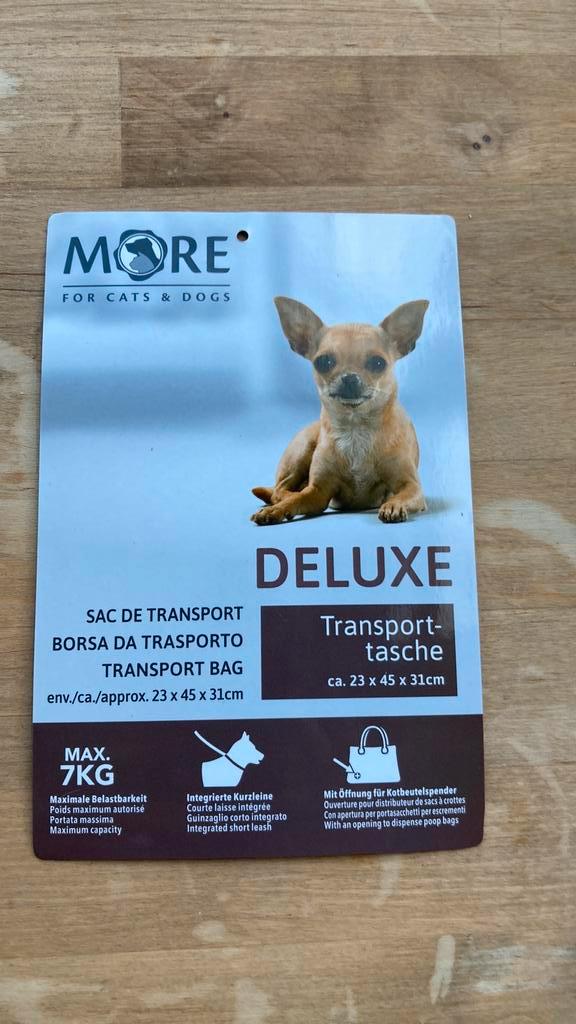 MORE
FOR CATS & DOGS
DELUXE
SAC DE TRANSPORT
BORSA DA TRASPORTO
TRANSPORT BAG
env./ca./approx. 23 x 45 x 31cm
Transport-
tasche
ca. 23 x 45 x 31cm
MAX.
7KG
Maximale Belastbarkeit
Poids maximum autorisé
Portata massima
Maximum capacity
Integrierte Kurzleine
Courte laisse intégrée
Guinzaglio corto integrato
Integrated short leash
Mit Öffnung für Kotbeutelspender
Ouverture pour distributeur de sacs à crottes
Con apertura per portasacchetti per escrementi
With an opening to dispense poop bags